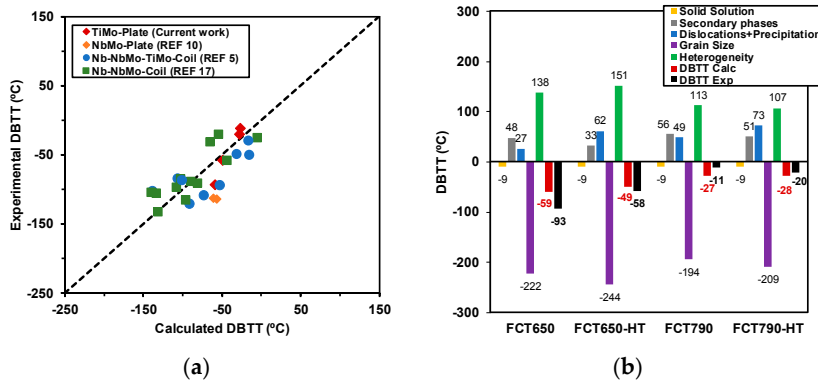 150
50
-50
-150
-250
-250
-150
-50
50
150
Experimental DBTT (ºC)
Calculated DBTT (ºC)
TiMo-Plate (Current work)
NbMo-Plate (REF 10)
Nb-NbMo-TiMo-Coil (REF 5)
Nb-NbMo-Coil (REF 17)
(a)
300
200
100
0
-100
-200
-300
DBTT (ºC)
Solid Solution
Secondary phases
Dislocations+Precipitation
Grain Size
Heterogeneity
DBTT Calc
DBTT Exp
138 151 113 107
48 27 33 62 56 49 51 73
-9 -9 -9 -9
-59 -93 -49 -58 -27 -11 -28 -20
-222 -244 -194 -209
FCT650 FCT650-HT FCT790 FCT790-HT
(b)